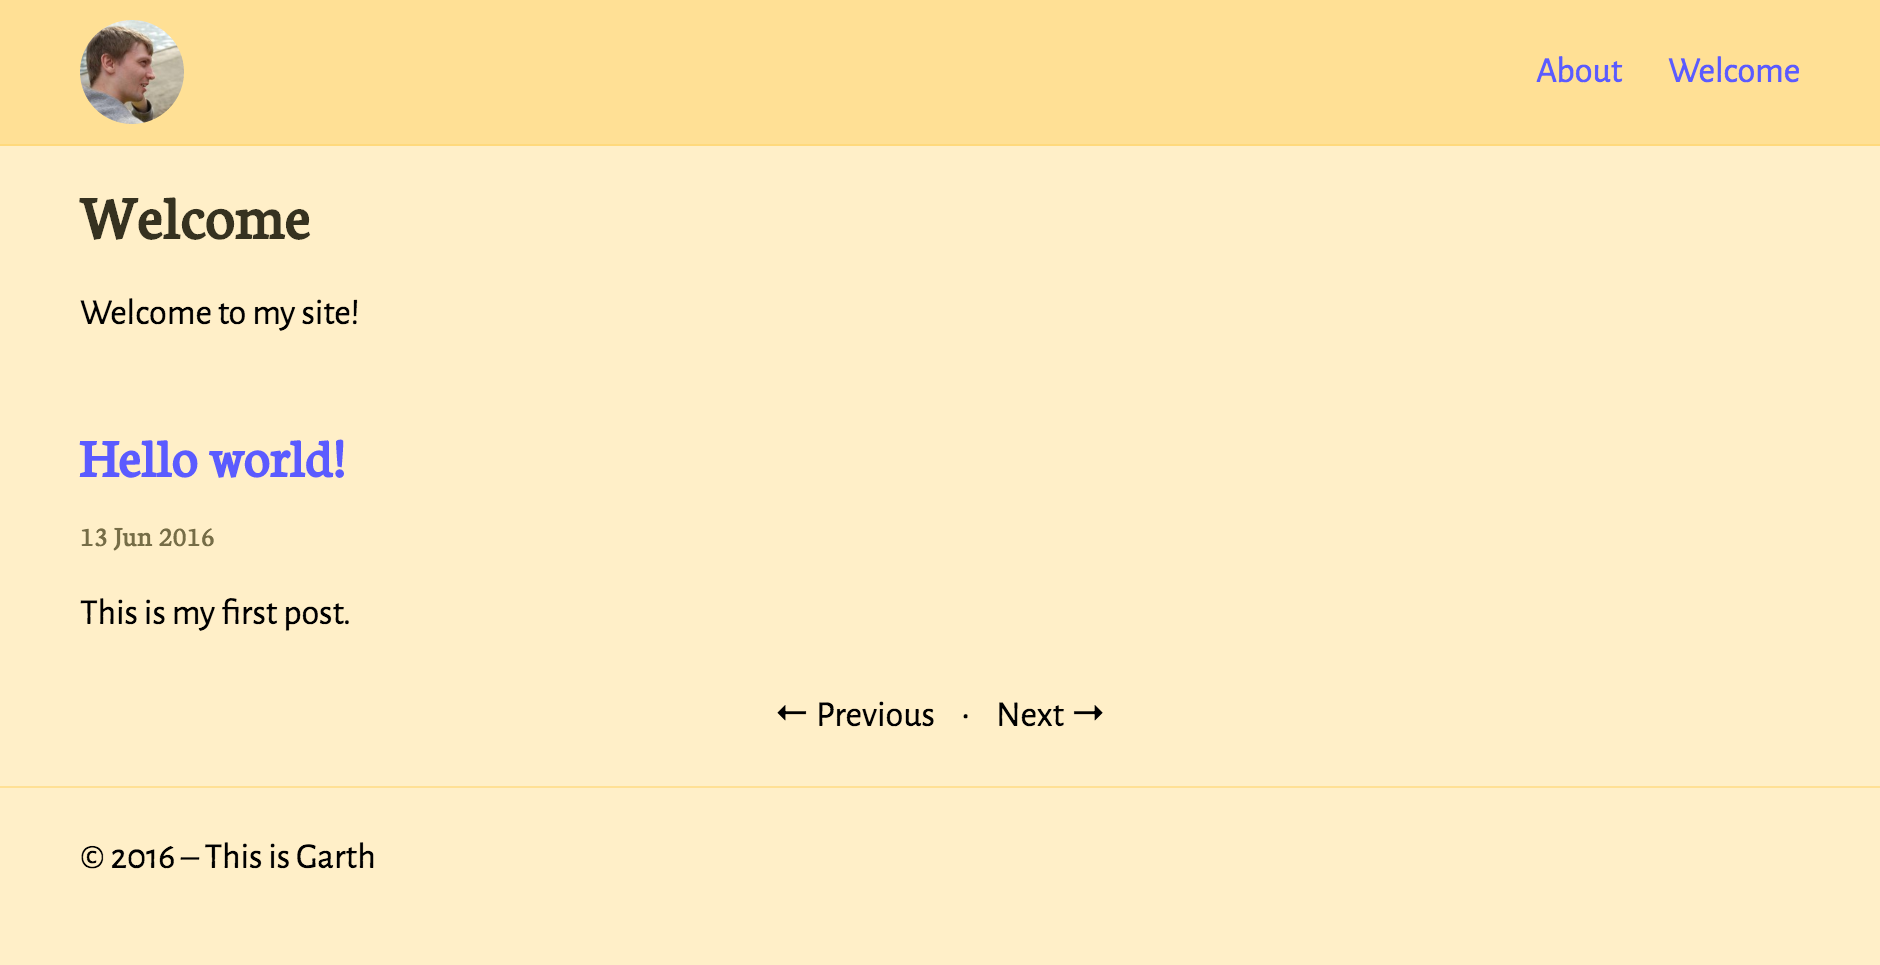 About Welcome
Welcome
Welcome to my site!
Hello world!
13 Jun 2016
This is my first post.
← Previous · Next →
© 2016 – This is Garth